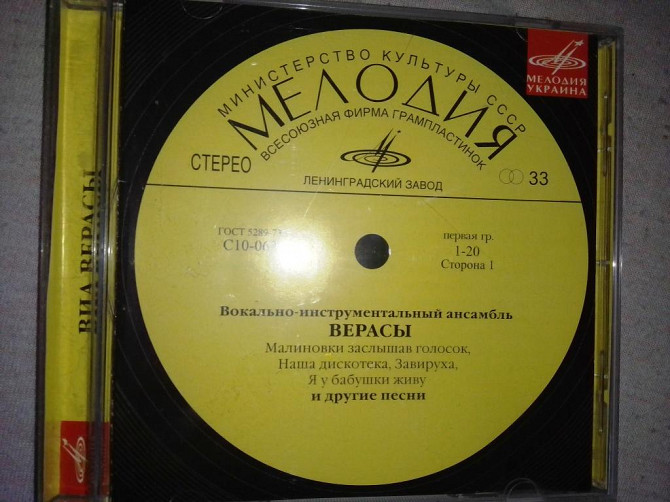 МИНИСТЕРСТВО КУЛЬТУРЫ СССР
МЕЛОДИЯ
ВСЕСОЮЗНАЯ ФИРМА ГРАМПЛАСТИНОК
МЕЛОДИЯ
УКРАИНА
СТЕРЕО
33
ЛЕНИНГРАДСКИЙ ЗАВОД
ГОСТ
первая гр.
1-20
Сторона 1
Вокально-инструментальный ансамбль
ВЕРАСЫ
Малиновки заслышав голосок,
Наша дискотека, Завируха,
Я у бабушки живу
и другие песни
ВИА ВЕРАСЫ